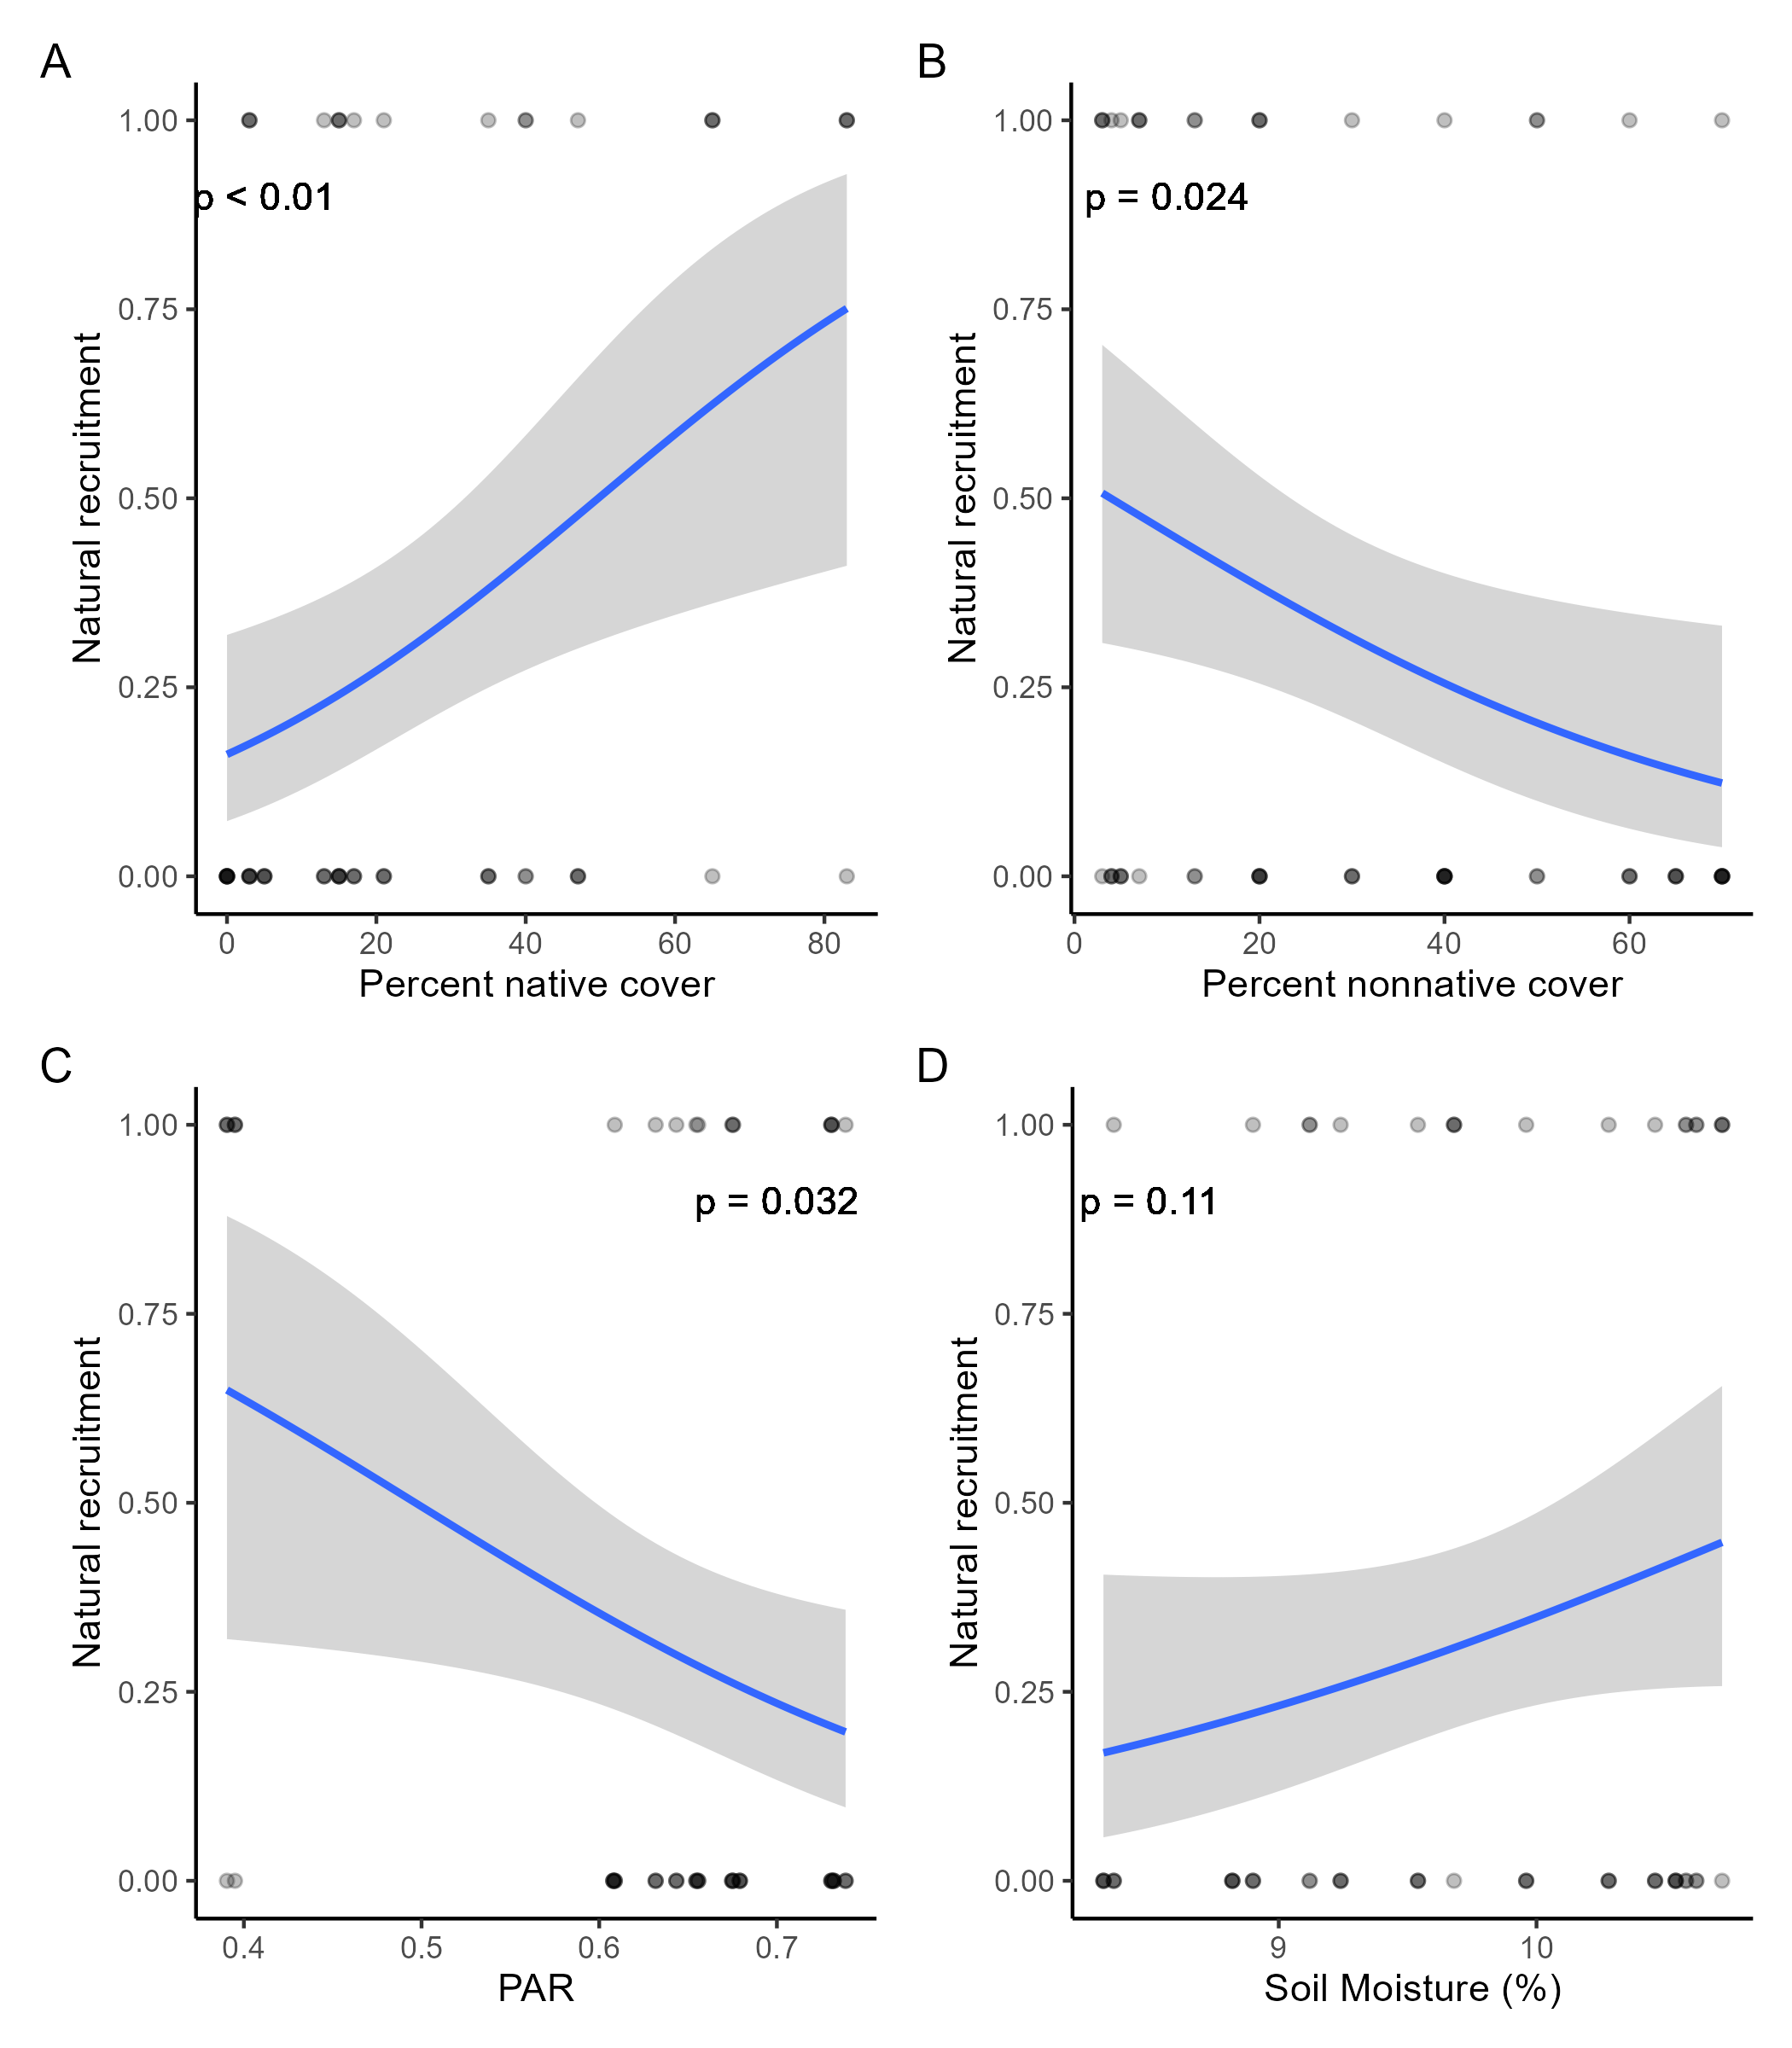 A
1.00
p < 0.01
0.75
Natural recruitment
0.50
0.25
0.00
0 20 40 60 80
Percent native cover
B
1.00
p = 0.024
0.75
Natural recruitment
0.50
0.25
0.00
0 20 40 60
Percent nonnative cover
C
1.00
p = 0.032
0.75
Natural recruitment
0.50
0.25
0.00
0.4 0.5 0.6 0.7
PAR
D
1.00
p = 0.11
0.75
Natural recruitment
0.50
0.25
0.00
9 10
Soil Moisture (%)